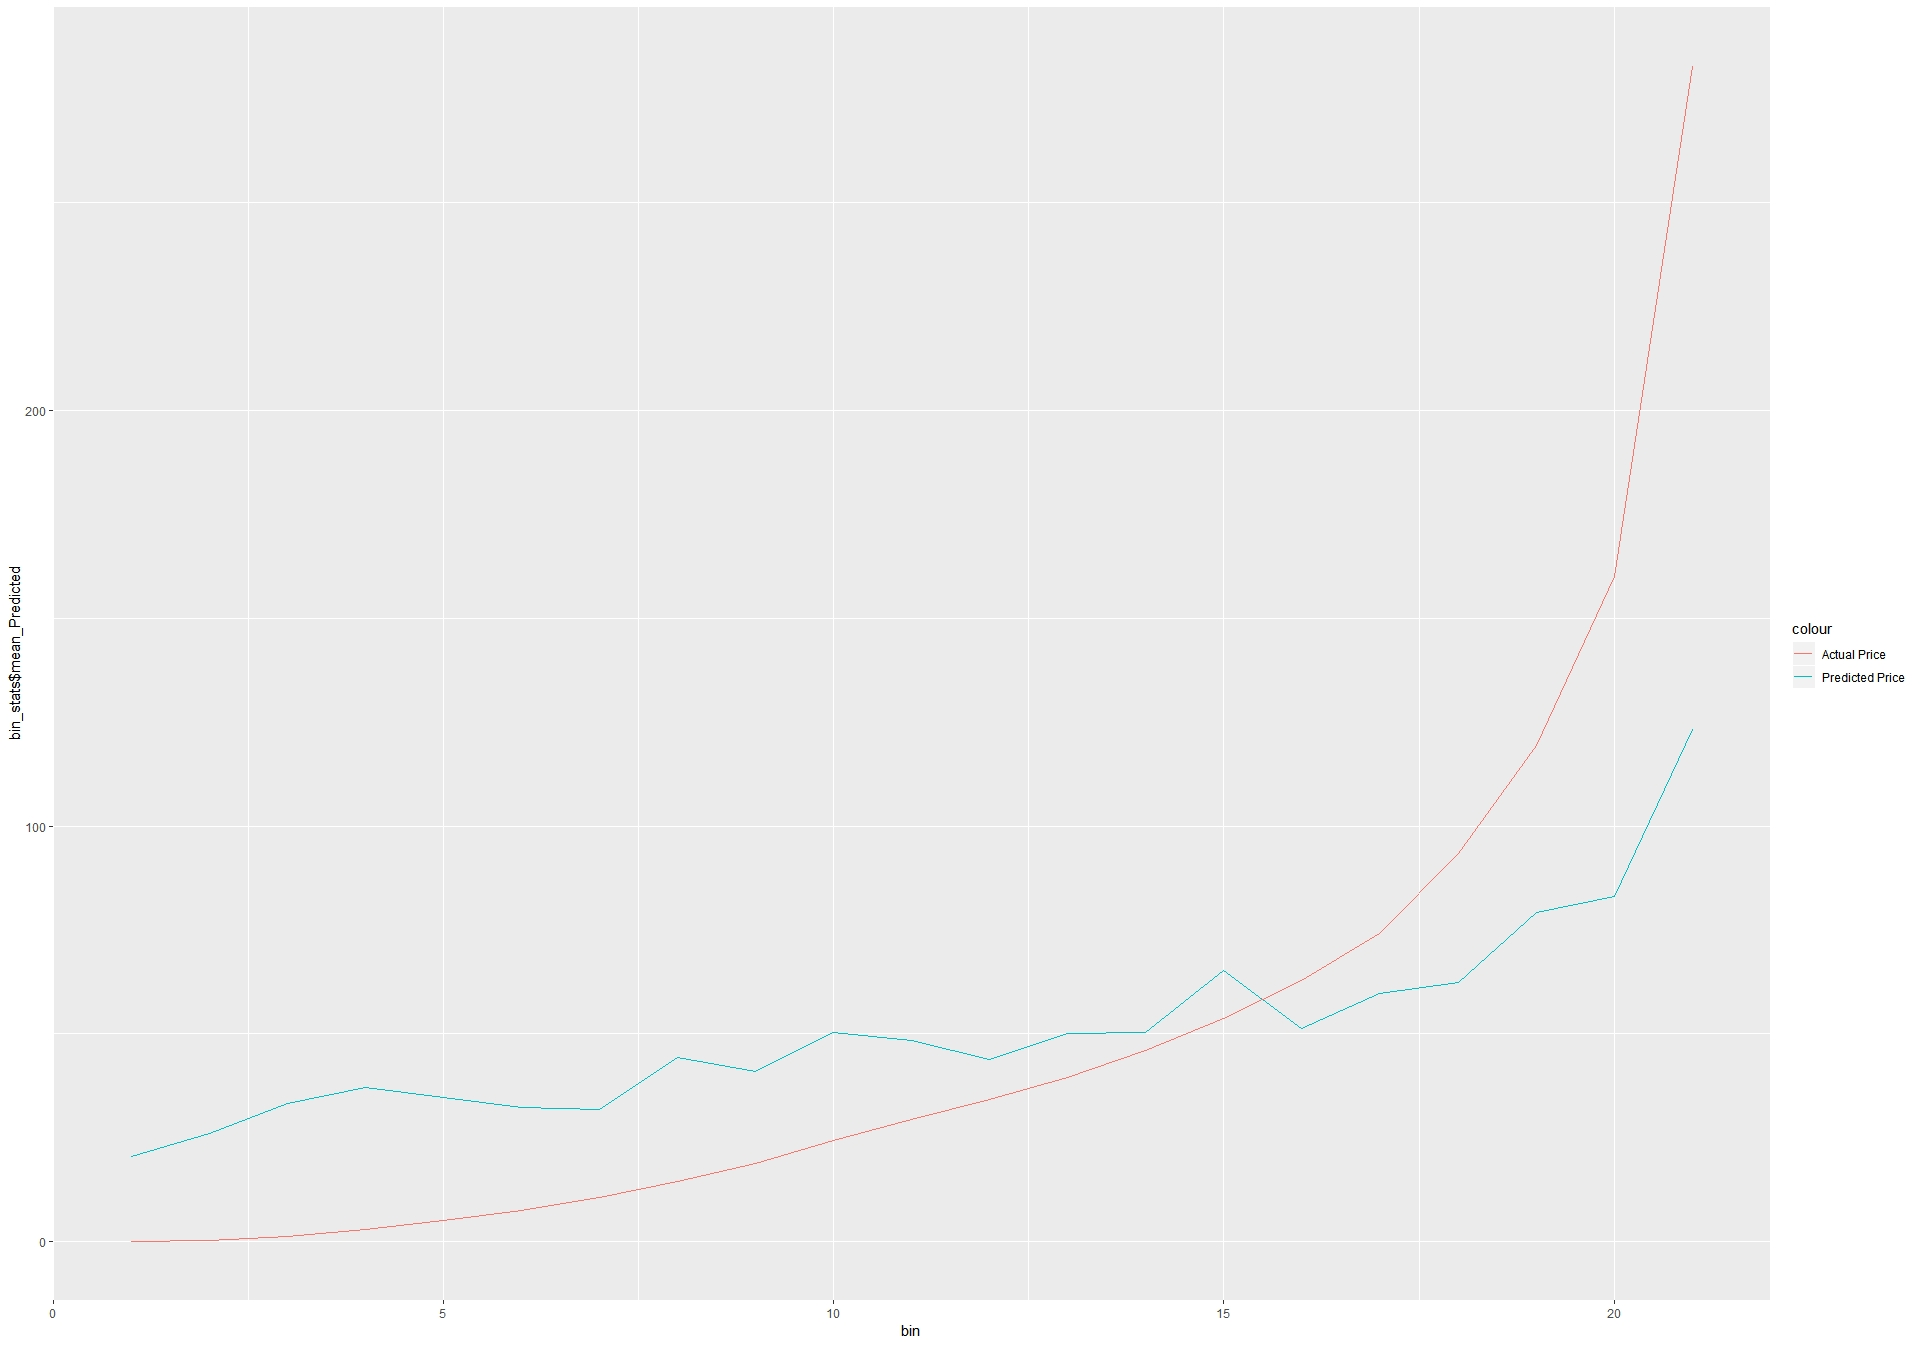 200
100
0
bin_stats$mean_Predicted
0
5
10
15
20
bin
colour
Actual Price
Predicted Price